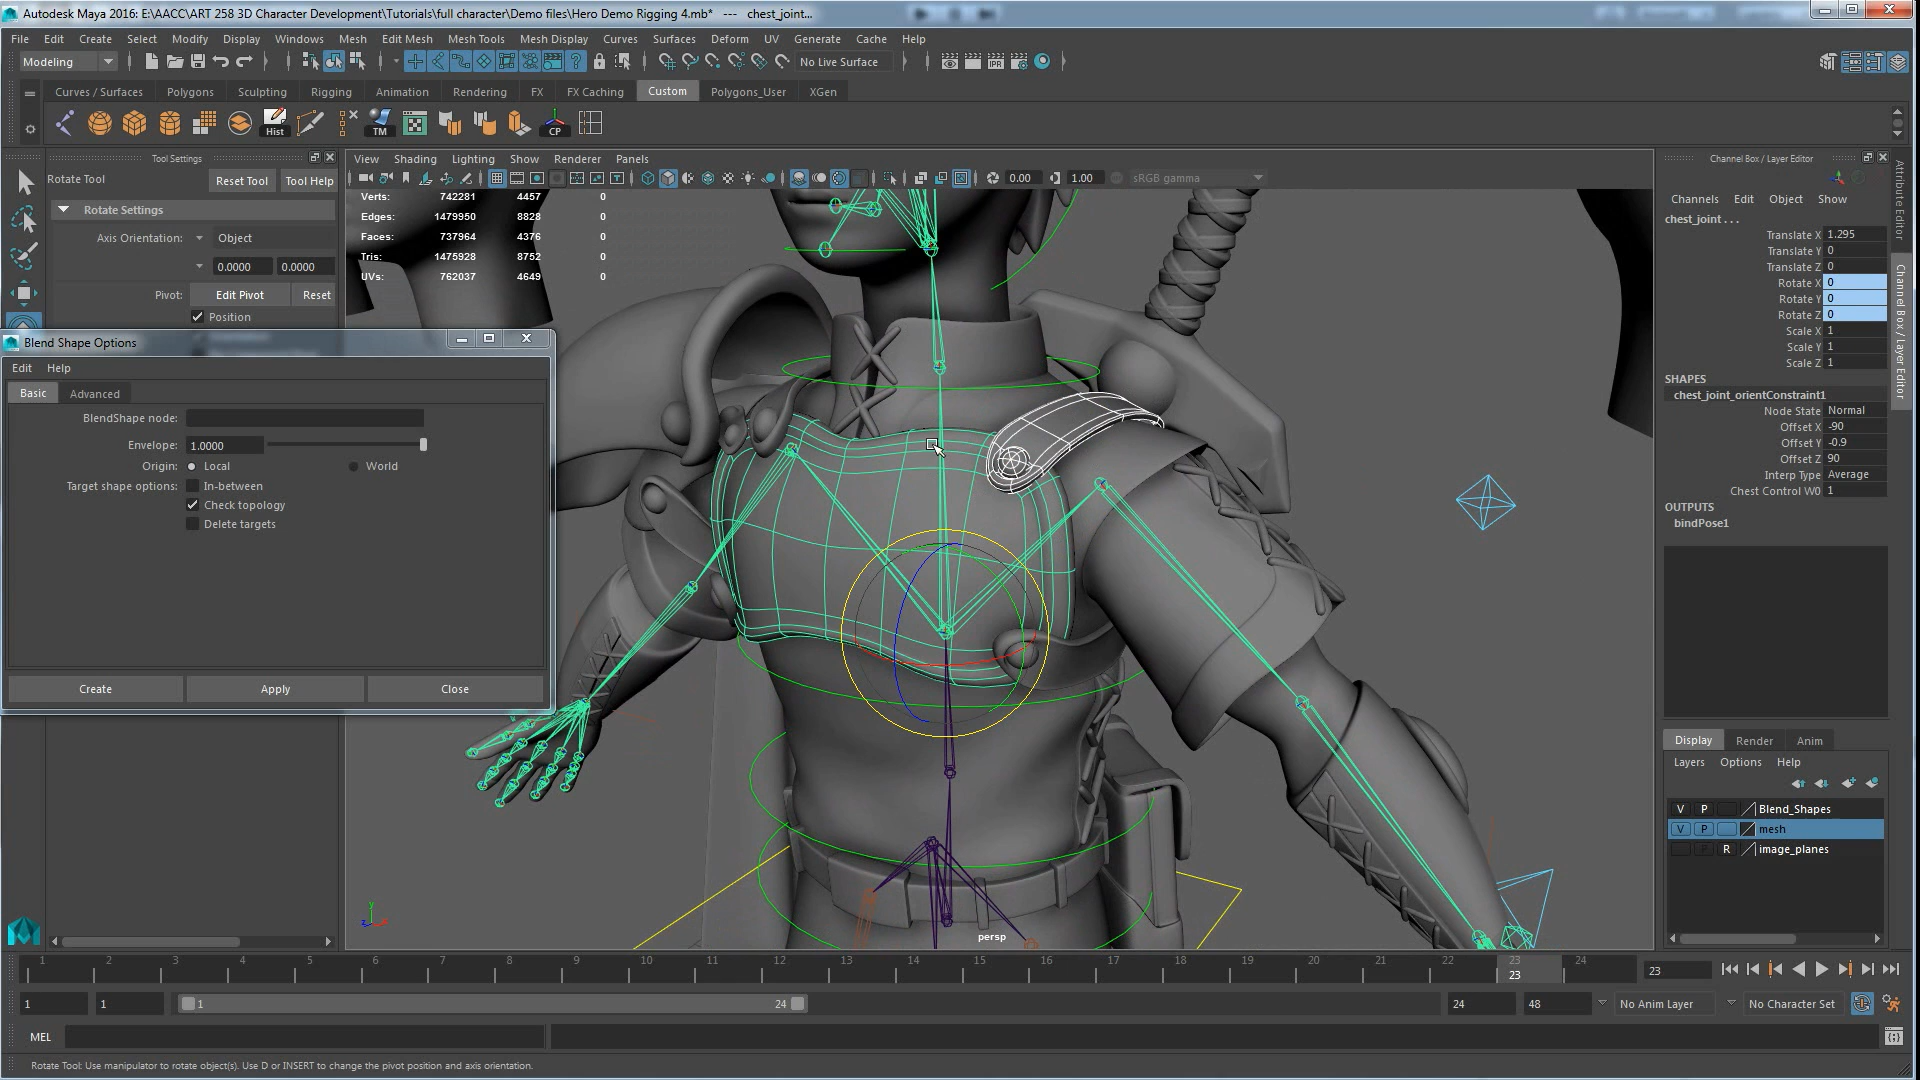 Autodesk Maya 2016: E:\AACC\ART 258 3D Character Development\Tutorials\full character\Demo files\Hero Demo Rigging 4.mb* --- chest_joint...
File Edit Create Select Modify Display Windows Mesh Edit Mesh Mesh Tools Mesh Display Curves Surfaces Deform UV Generate Cache Help
Modeling No Live Surface IPR
Curves / Surfaces Polygons Sculpting Rigging Animation Rendering FX FX Caching Custom Polygons_User XGen
Hist TM CP
Tool Settings
Rotate Tool Reset Tool Tool Help
Rotate Settings
Axis Orientation: Object
0.0000 0.0000
Pivot: Edit Pivot Reset
Position
Blend Shape Options
Edit Help
Basic Advanced
BlendShape node:
Envelope: 1.0000
Origin: Local World
Target shape options: In-between
Check topology
Delete targets
Create Apply Close
View Shading Lighting Show Renderer Panels
0.00 1.00 sRGB gamma
Verts: 742281 4457 0
Edges: 1479950 8828 0
Faces: 737964 4376 0
Tris: 1475928 8752 0
UVs: 762037 4649 0
y
z x
persp
Channel Box / Layer Editor
Channels Edit Object Show
chest_joint . . .
Translate X 1.295
Translate Y 0
Translate Z 0
Rotate X 0
Rotate Y 0
Rotate Z 0
Scale X 1
Scale Y 1
Scale Z 1
SHAPES
chest_joint_orientConstraint1
Node State Normal
Offset X -90
Offset Y -0.9
Offset Z 90
Interp Type Average
Chest Control W0 1
OUTPUTS
bindPose1
Attribute Editor
Channel Box / Layer Editor
Display Render Anim
Layers Options Help
V P Blend_Shapes
V P mesh
P R image_planes
1 2 3 4 5 6 7 8 9 10 11 12 13 14 15 16 17 18 19 20 21 22 23 24
23 23
1 1 1 24 24 48 No Anim Layer No Character Set
MEL
Rotate Tool: Use manipulator to rotate object(s). Use D or INSERT to change the pivot position and axis orientation.